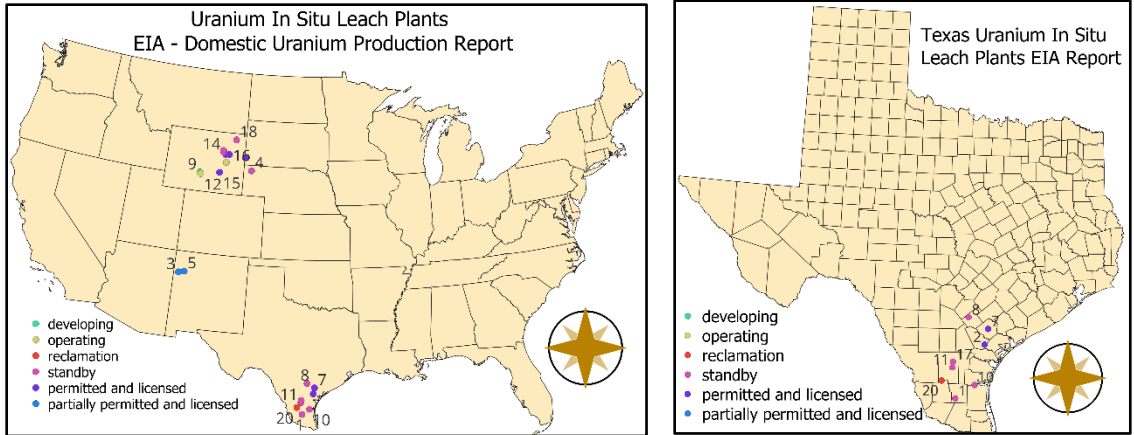 Uranium In Situ Leach Plants
EIA - Domestic Uranium Production Report
18
14
16
9
4
12
15
3
5
developing
operating
reclamation
standby
permitted and licensed
partially permitted and licensed
8
7
11
20
10
Texas Uranium In Situ
Leach Plants EIA Report
8
7
2
11
17
10
20
1
developing
operating
reclamation
standby
permitted and licensed
partially permitted and licensed